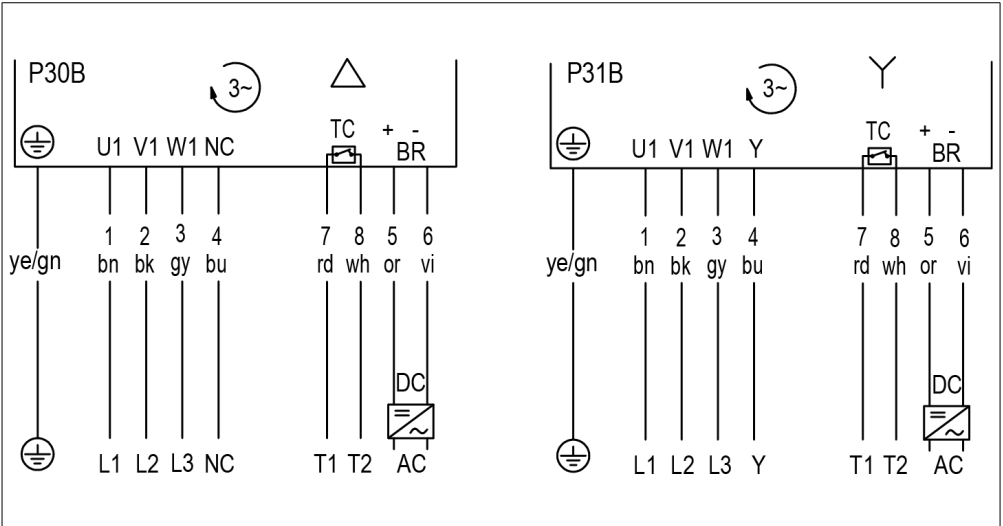 P30B
3~
TC + -
U1 V1 W1 NC BR
1 2 3 4 7 8 5 6
ye/gn bn bk gy bu rd wh or vi
DC
L1 L2 L3 NC T1 T2 AC
P31B
3~
TC + -
U1 V1 W1 Y BR
1 2 3 4 7 8 5 6
ye/gn bn bk gy bu rd wh or vi
DC
L1 L2 L3 Y T1 T2 AC